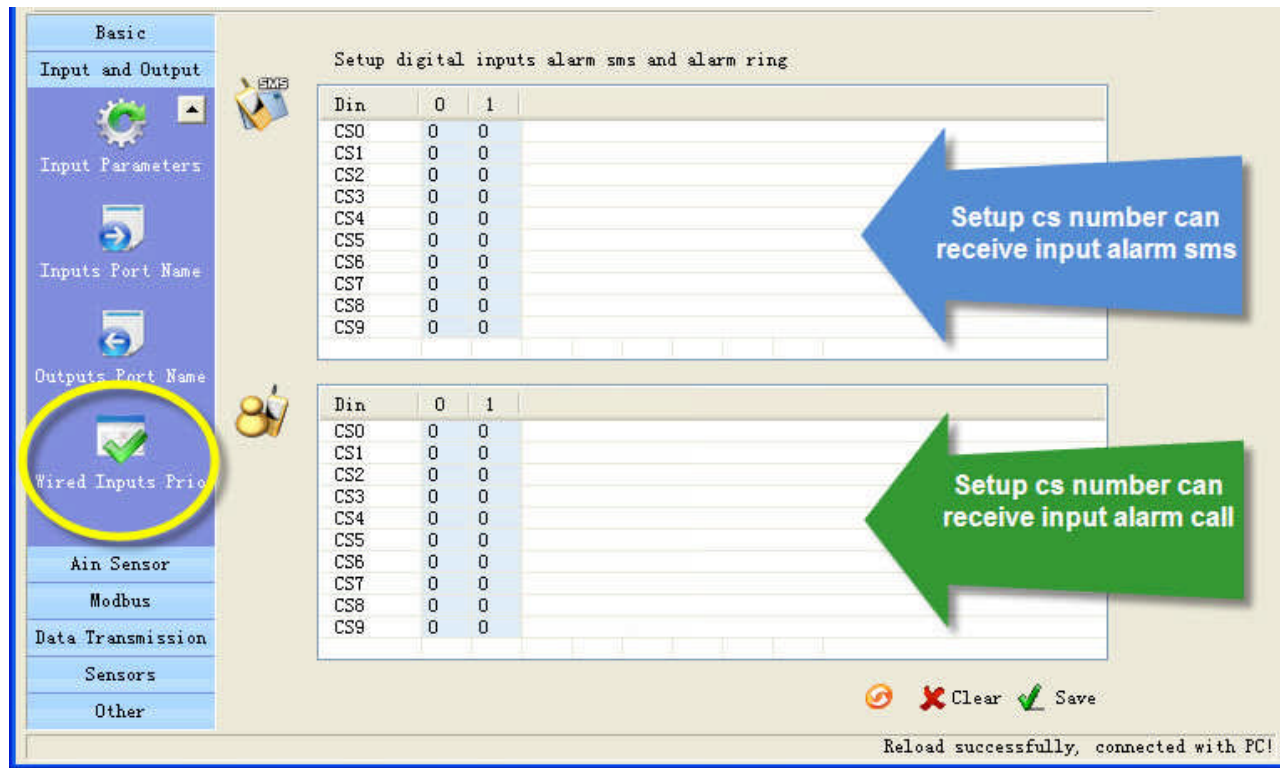 Basic
Input and Output
Input Parameters
Inputs Port Name
Outputs Port Name
Wired Inputs Prio
Ain Sensor
Modbus
Data Transmission
Sensors
Other
Setup digital inputs alarm sms and alarm ring
SMS
Din 0 1
CS0 0 0
CS1 0 0
CS2 0 0
CS3 0 0
CS4 0 0
CS5 0 0
CS6 0 0
CS7 0 0
CS8 0 0
CS9 0 0
Setup cs number can
receive input alarm sms
Din 0 1
CS0 0 0
CS1 0 0
CS2 0 0
CS3 0 0
CS4 0 0
CS5 0 0
CS6 0 0
CS7 0 0
CS8 0 0
CS9 0 0
Setup cs number can
receive input alarm call
Clear Save
Reload successfully, connected with PC!